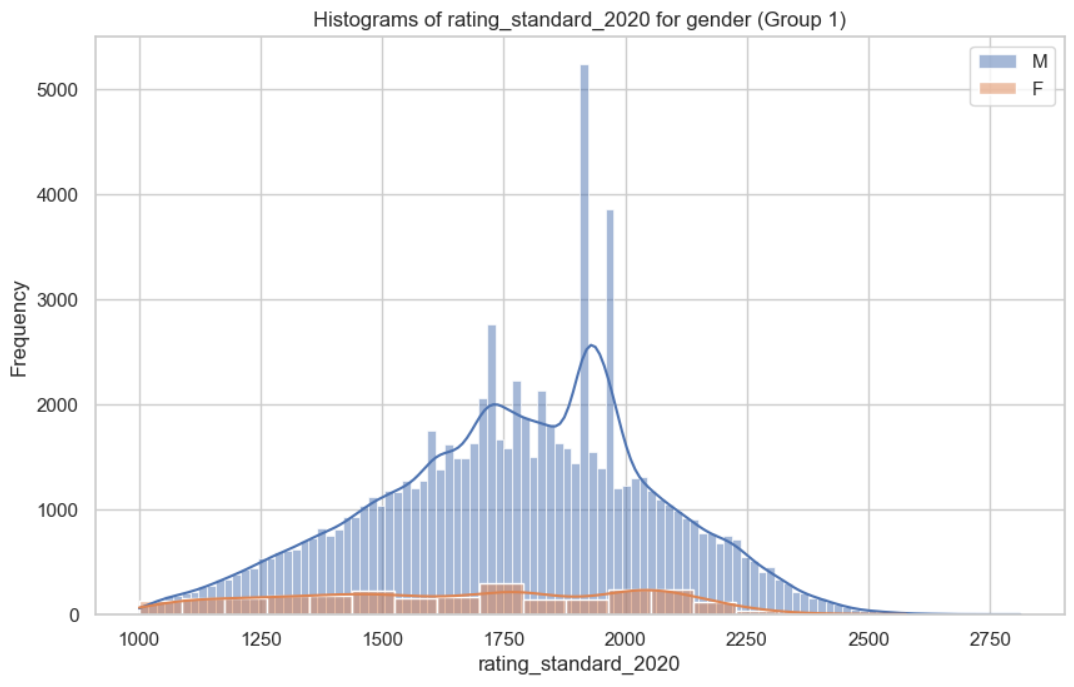 Histograms of rating_standard_2020 for gender (Group 1)
M
F
Frequency
5000
4000
3000
2000
1000
0
1000 1250 1500 1750 2000 2250 2500 2750
rating_standard_2020